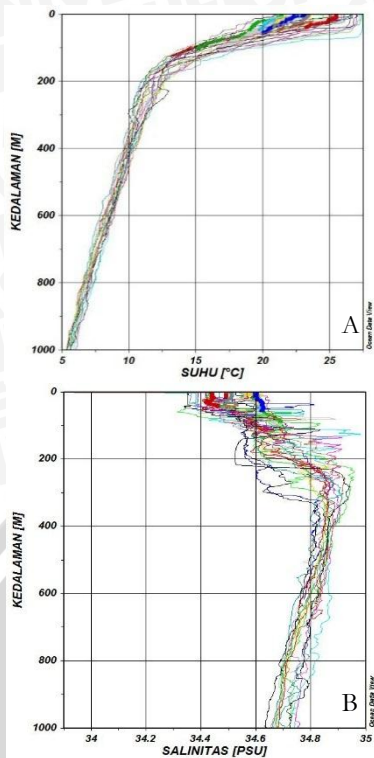 0
200
400
600
800
1000
KEDALAMAN [M]
5
10
15
20
25
SUHU [°C]
Ocean Data View
A
0
200
400
600
800
1000
KEDALAMAN [M]
34
34.2
34.4
34.6
34.8
35
SALINITAS [PSU]
Ocean Data View
B